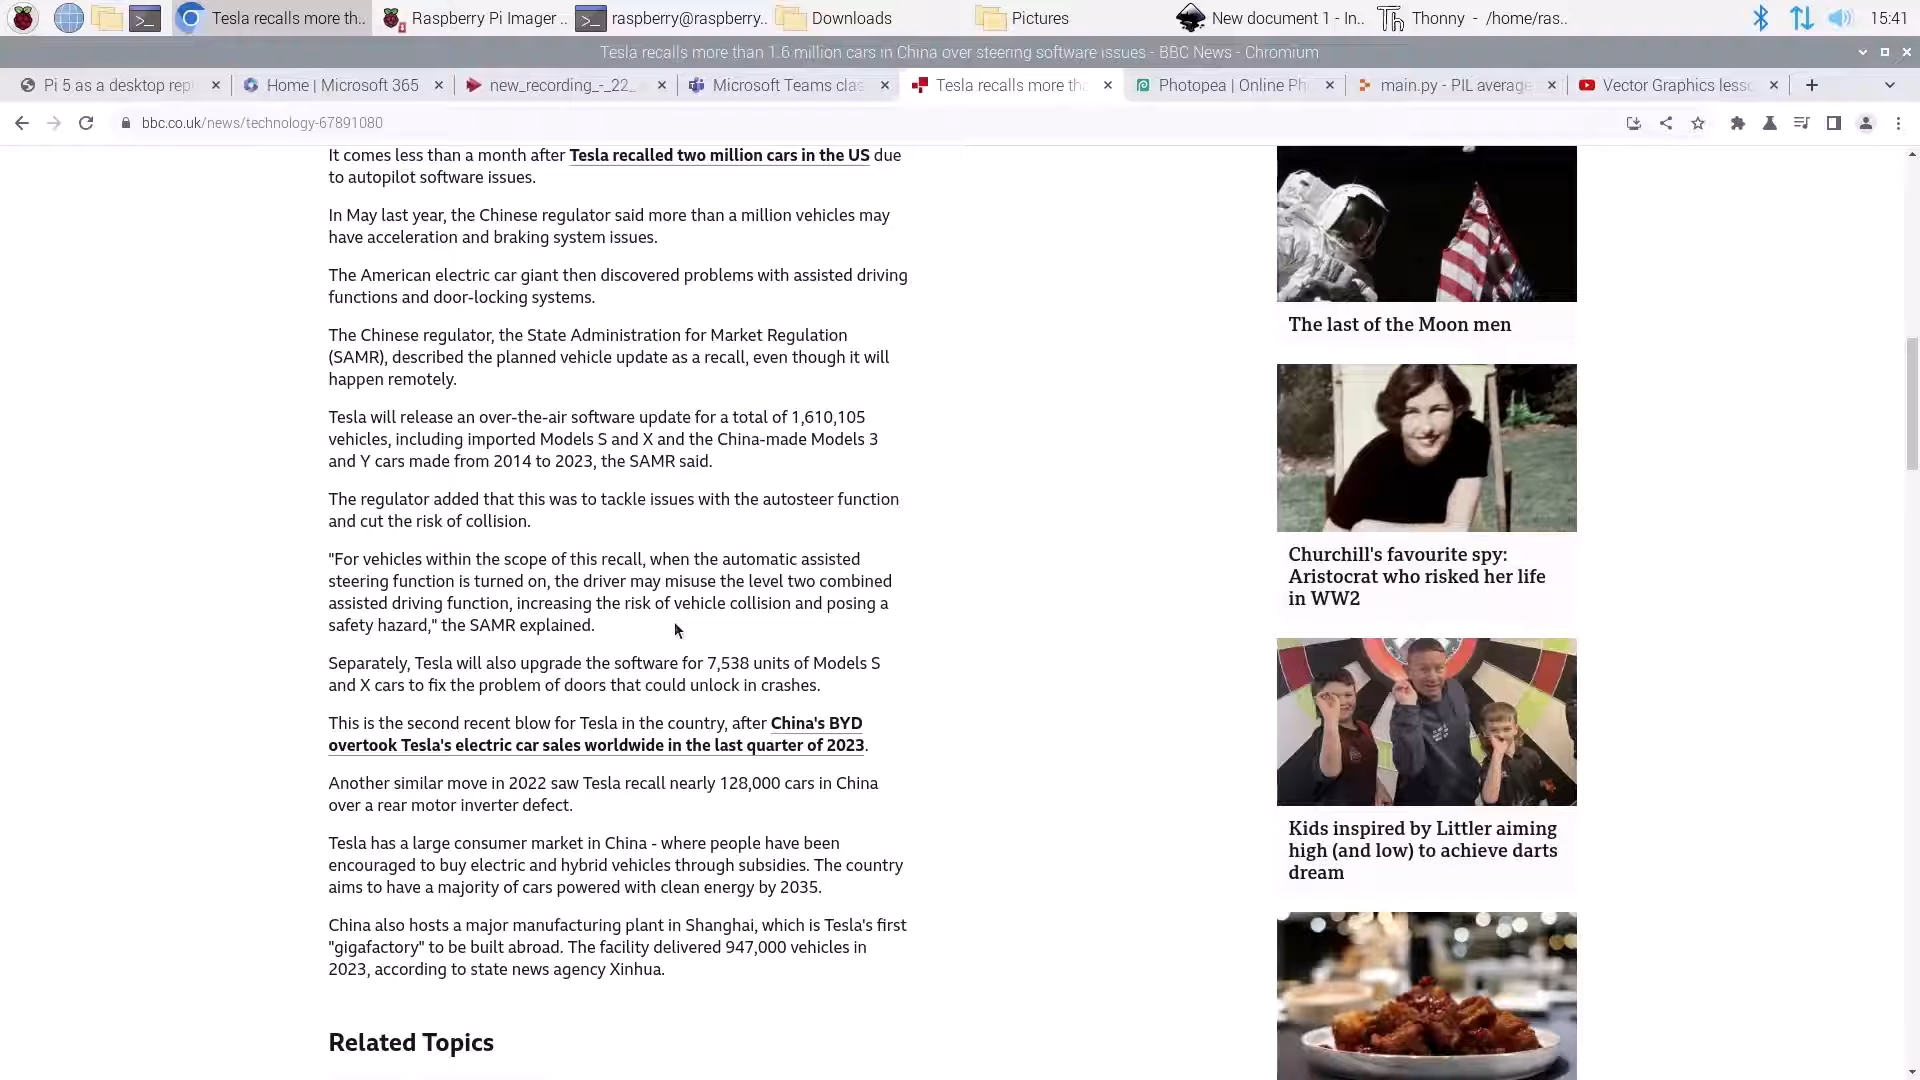 Tesla recalls more th..
Raspberry Pi Imager ..
raspberry@raspberry..
Downloads
Pictures
New document 1 - In..
Thonny - /home/ras..
15:41
Tesla recalls more than 1.6 million cars in China over steering software issues - BBC News - Chromium
Pi 5 as a desktop repl
Home | Microsoft 365
new_recording_-_22_
Microsoft Teams clas
Tesla recalls more tha
Photopea | Online Ph
main.py - PIL average
Vector Graphics lesso
bbc.co.uk/news/technology-67891080
It comes less than a month after Tesla recalled two million cars in the US due
to autopilot software issues.
In May last year, the Chinese regulator said more than a million vehicles may
have acceleration and braking system issues.
The American electric car giant then discovered problems with assisted driving
functions and door-locking systems.
The Chinese regulator, the State Administration for Market Regulation
(SAMR), described the planned vehicle update as a recall, even though it will
happen remotely.
Tesla will release an over-the-air software update for a total of 1,610,105
vehicles, including imported Models S and X and the China-made Models 3
and Y cars made from 2014 to 2023, the SAMR said.
The regulator added that this was to tackle issues with the autosteer function
and cut the risk of collision.
"For vehicles within the scope of this recall, when the automatic assisted
steering function is turned on, the driver may misuse the level two combined
assisted driving function, increasing the risk of vehicle collision and posing a
safety hazard," the SAMR explained.
Separately, Tesla will also upgrade the software for 7,538 units of Models S
and X cars to fix the problem of doors that could unlock in crashes.
This is the second recent blow for Tesla in the country, after China's BYD
overtook Tesla's electric car sales worldwide in the last quarter of 2023.
Another similar move in 2022 saw Tesla recall nearly 128,000 cars in China
over a rear motor inverter defect.
Tesla has a large consumer market in China - where people have been
encouraged to buy electric and hybrid vehicles through subsidies. The country
aims to have a majority of cars powered with clean energy by 2035.
China also hosts a major manufacturing plant in Shanghai, which is Tesla's first
"gigafactory" to be built abroad. The facility delivered 947,000 vehicles in
2023, according to state news agency Xinhua.
Related Topics
The last of the Moon men
Churchill's favourite spy:
Aristocrat who risked her life
in WW2
Kids inspired by Littler aiming
high (and low) to achieve darts
dream